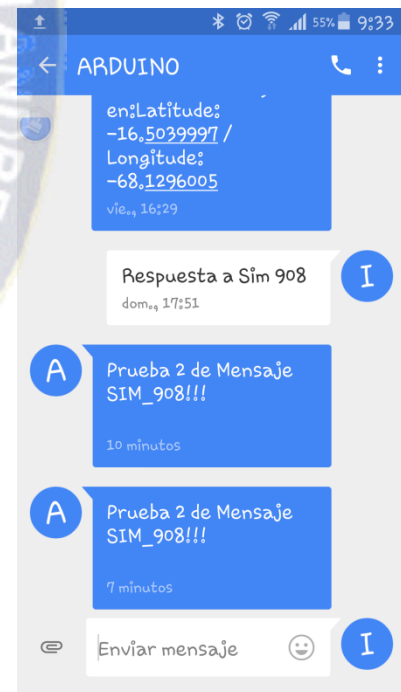 55% 9:33
ARDUINO
en:Latitude:
-16.5039997 /
Longitude:
-68.1296005
vie., 16:29
Respuesta a Sim 908
dom., 17:51
I
A
Prueba 2 de Mensaje
SIM_908!!!
10 minutos
A
Prueba 2 de Mensaje
SIM_908!!!
7 minutos
Enviar mensaje
I